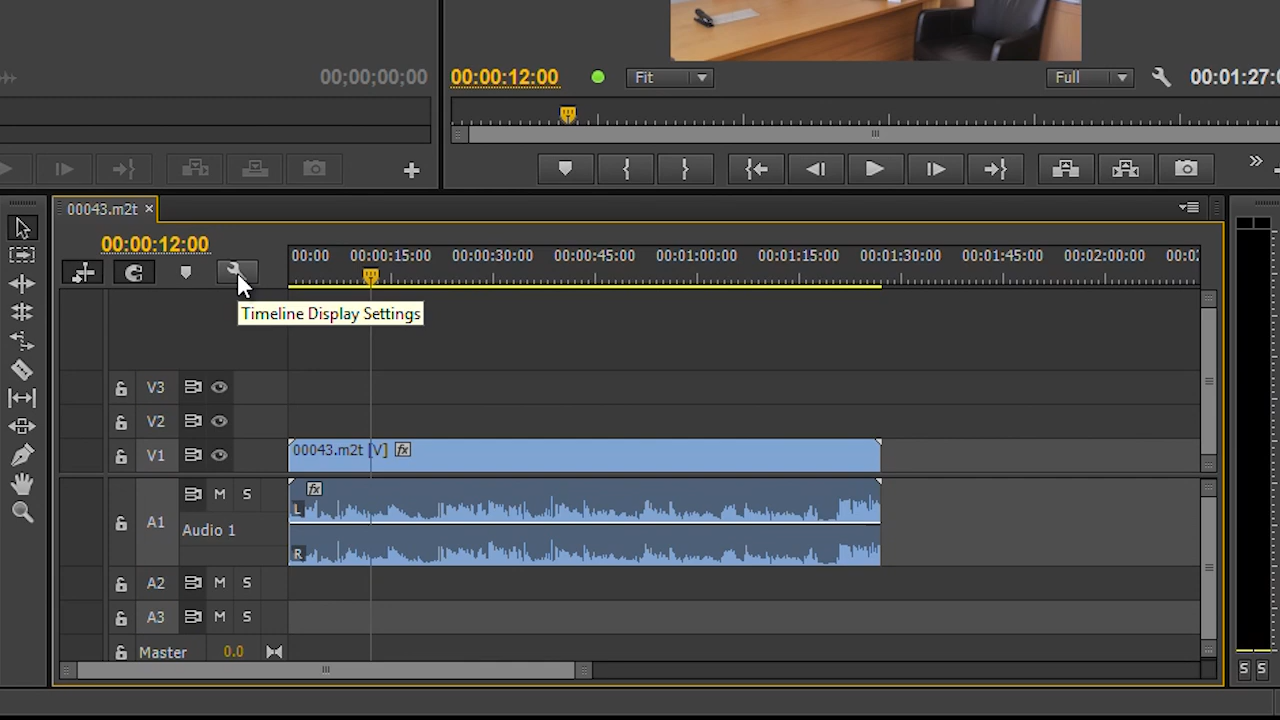 00;00;00;00
00:00:12:00
Fit
Full
00:01:27:0
00043.m2t ×
00:00:12:00
00:00
00:00:15:00
00:00:30:00
00:00:45:00
00:01:00:00
00:01:15:00
00:01:30:00
00:01:45:00
00:02:00:00
Timeline Display Settings
V3
V2
V1
00043.m2t [V] fx
fx
L
R
A1
M S
Audio 1
A2 M S
A3 M S
Master 0.0
S S